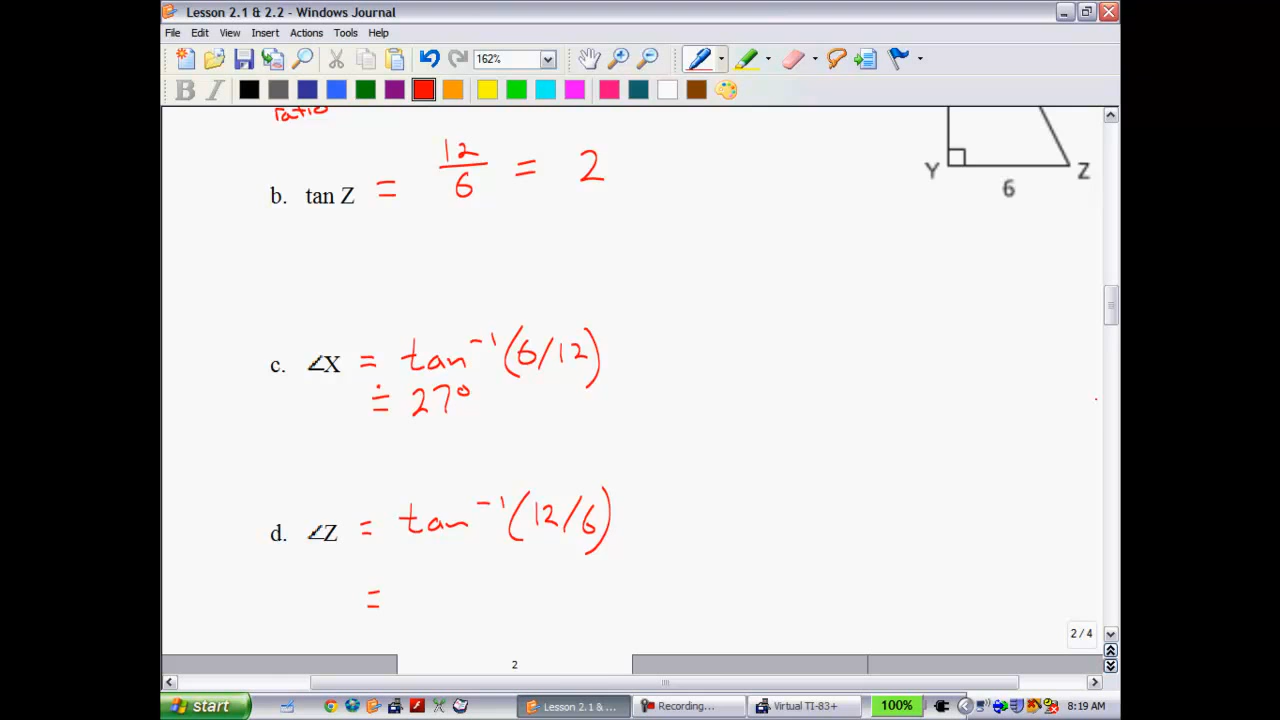 Lesson 2.1 & 2.2 - Windows Journal
File Edit View Insert Actions Tools Help
162%
B I
ratio
b. tan Z = 12/6 = 2
Y Z
6
c. ∠X = tan⁻¹(6/12)
≐ 27°
d. ∠Z = tan⁻¹(12/6)
=
2/4
2
start Lesson 2.1 & ... Recording... Virtual TI-83+ 100% 8:19 AM